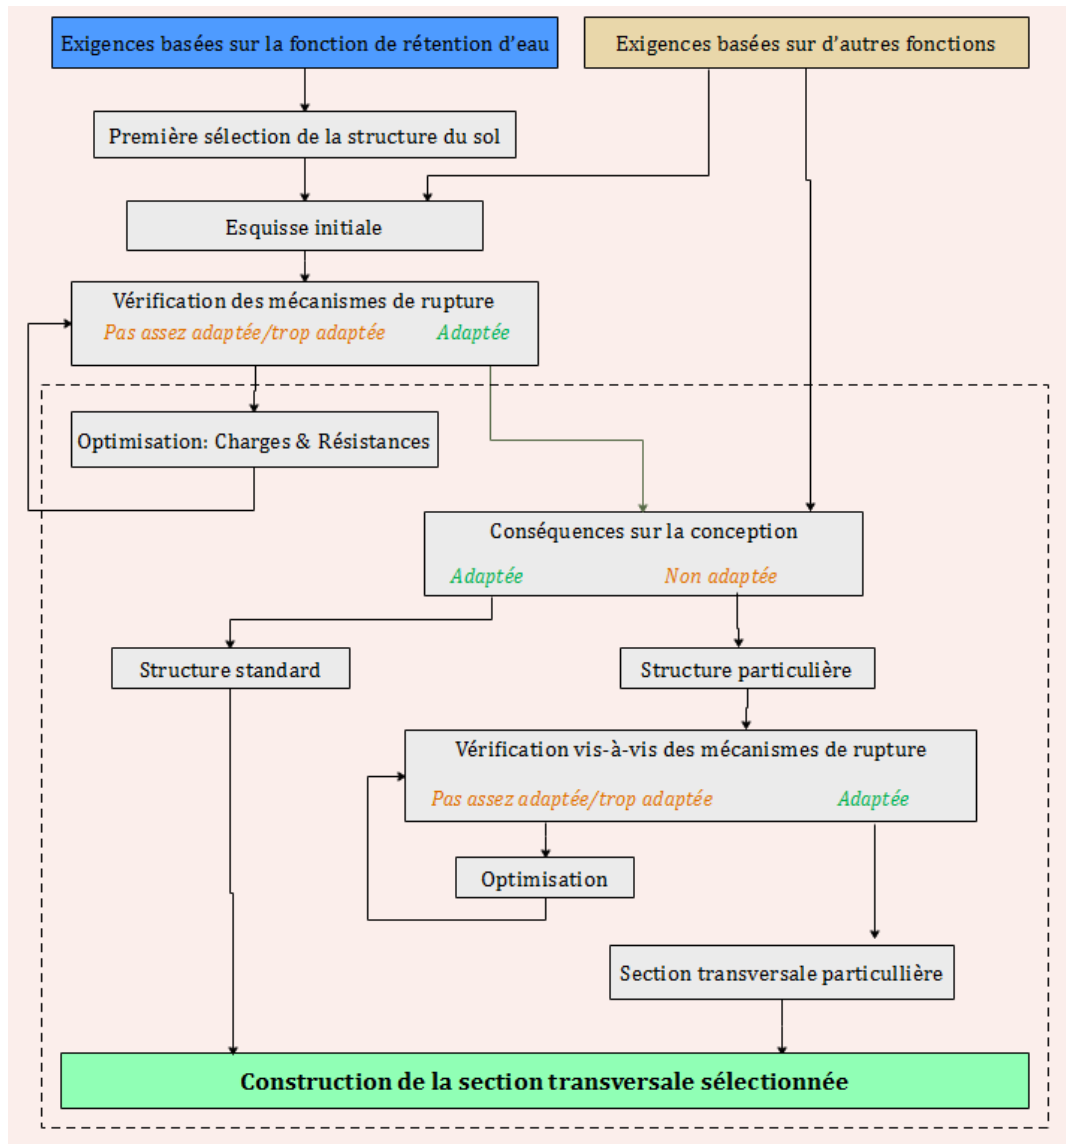 Exigences basées sur la fonction de rétention d'eau
Exigences basées sur d'autres fonctions
Première sélection de la structure du sol
Esquisse initiale
Vérification des mécanismes de rupture
Pas assez adaptée/trop adaptée
Adaptée
Optimisation: Charges & Résistances
Conséquences sur la conception
Adaptée
Non adaptée
Structure standard
Structure particulière
Vérification vis-à-vis des mécanismes de rupture
Pas assez adaptée/trop adaptée
Adaptée
Optimisation
Section transversale particullière
Construction de la section transversale sélectionnée